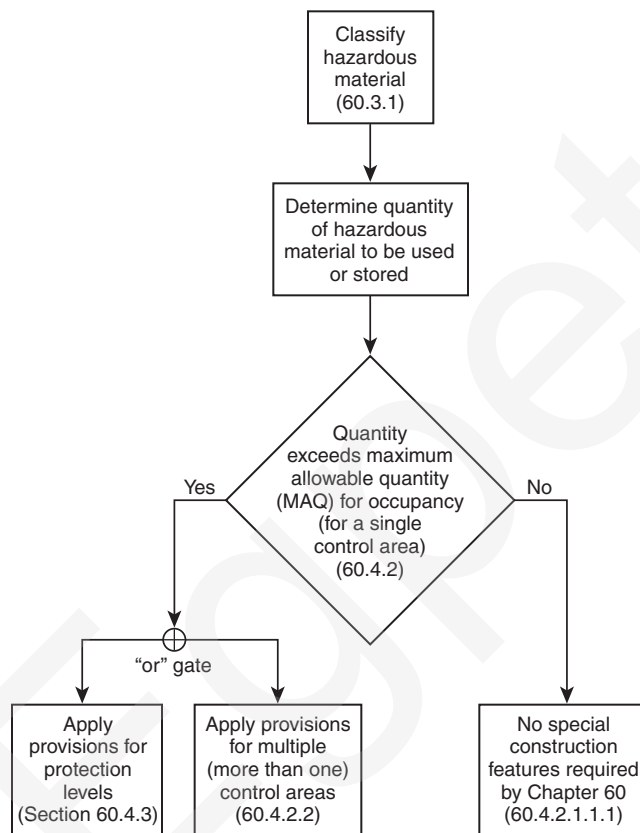 Classify
hazardous
material
(60.3.1)
Determine quantity
of hazardous
material to be used
or stored
Quantity
exceeds maximum
allowable quantity
(MAQ) for occupancy
(for a single
control area)
(60.4.2)
Yes
No
"or" gate
Apply
provisions for
protection
levels
(Section 60.4.3)
Apply provisions
for multiple
(more than one)
control areas
(60.4.2.2)
No special
construction
features required
by Chapter 60
(60.4.2.1.1.1)